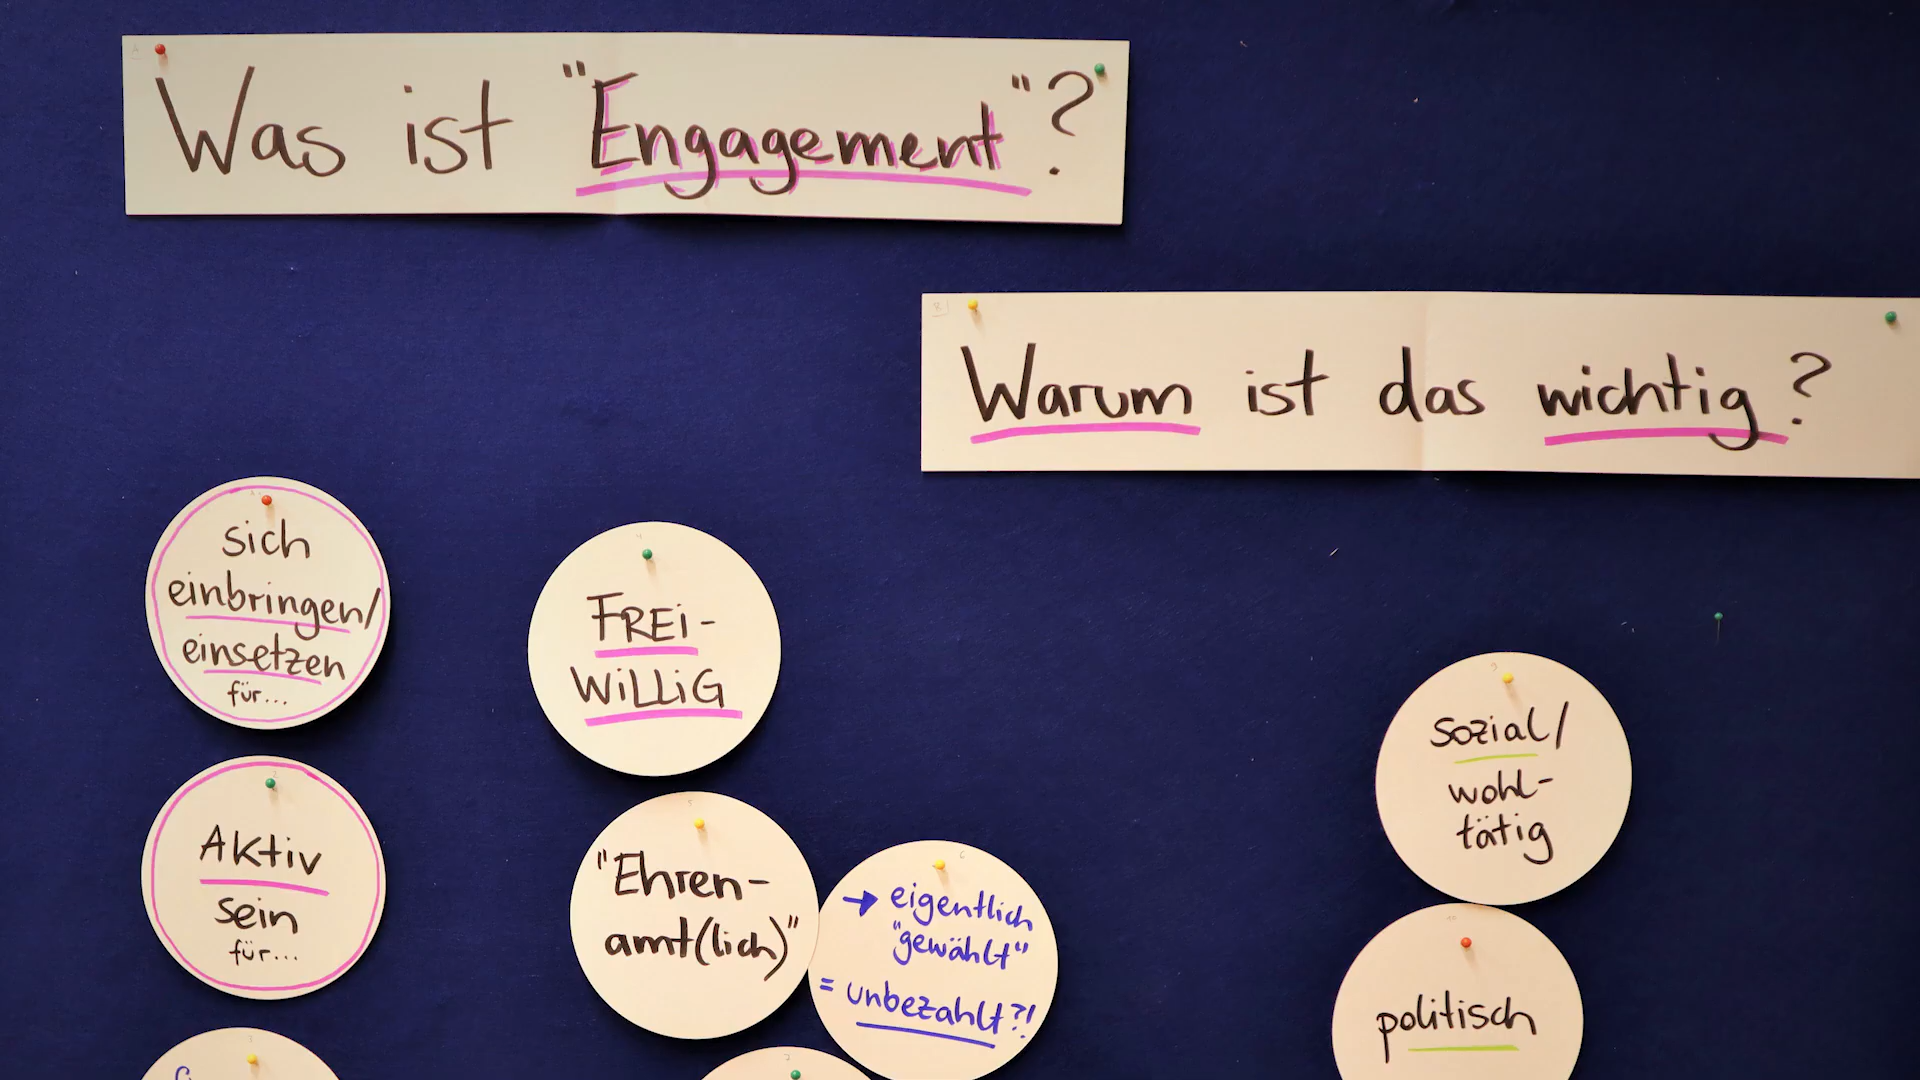 Was ist "Engagement"?
Warum ist das wichtig?
sich
einbringen/
einsetzen
für...
Aktiv
sein
für...
FREi-
WiLLiG
"Ehren-
amt(lich)"
→ eigentlich
"gewählt"
= unbezahlt?!
sozial/
wohl-
tätig
politisch